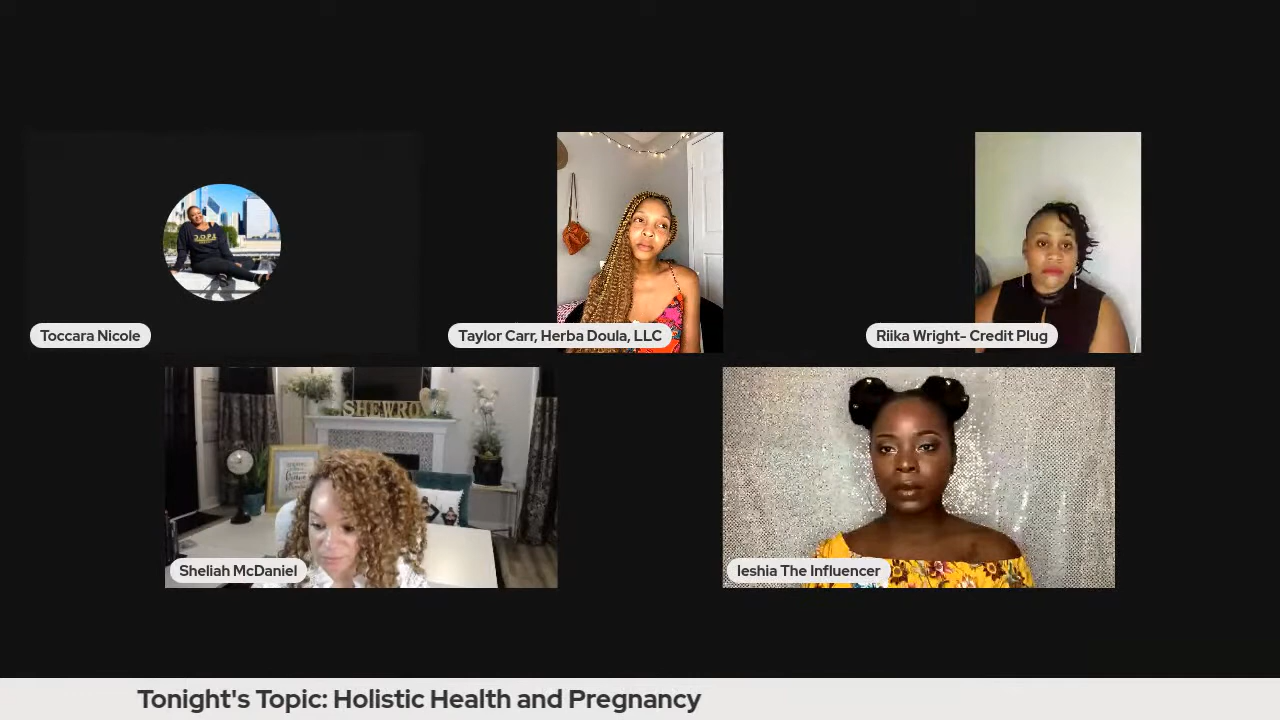 D.O.P.E
Toccara Nicole
Taylor Carr, Herba Doula, LLC
Riika Wright- Credit Plug
SHEWRO
Sheliah McDaniel
Ieshia The Influencer
Tonight's Topic: Holistic Health and Pregnancy